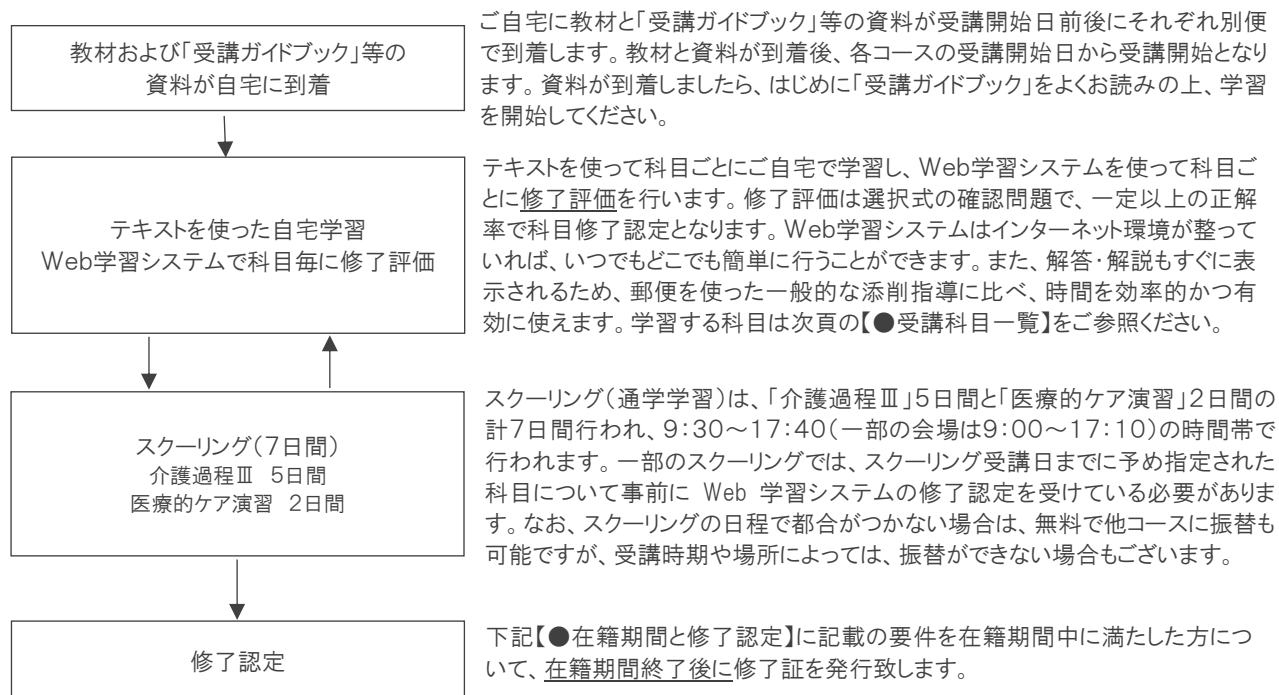 教材および「受講ガイドブック」等の
資料が自宅に到着
ご自宅に教材と「受講ガイドブック」等の資料が受講開始日前後にそれぞれ別便
で到着します。教材と資料が到着後、各コースの受講開始日から受講開始となり
ます。資料が到着しましたら、はじめに「受講ガイドブック」をよくお読みの上、学習
を開始してください。
テキストを使った自宅学習
Web学習システムで科目毎に修了評価
テキストを使って科目ごとにご自宅で学習し、Web学習システムを使って科目ご
とに修了評価を行います。修了評価は選択式の確認問題で、一定以上の正解
率で科目修了認定となります。Web学習システムはインターネット環境が整って
いれば、いつでもどこでも簡単に行うことができます。また、解答・解説もすぐに表
示されるため、郵便を使った一般的な添削指導に比べ、時間を効率的かつ有
効に使えます。学習する科目は次頁の【●受講科目一覧】をご参照ください。
スクーリング(7日間)
介護過程Ⅲ 5日間
医療的ケア演習 2日間
スクーリング(通学学習)は、「介護過程Ⅲ」5日間と「医療的ケア演習」2日間の
計7日間行われ、9:30~17:40(一部の会場は9:00~17:10)の時間帯で
行われます。一部のスクーリングでは、スクーリング受講日までに予め指定された
科目について事前に Web 学習システムの修了認定を受けている必要がありま
す。なお、スクーリングの日程で都合がつかない場合は、無料で他コースに振替も
可能ですが、受講時期や場所によっては、振替ができない場合もございます。
修了認定
下記【●在籍期間と修了認定】に記載の要件を在籍期間中に満たした方につ
いて、在籍期間終了後に修了証を発行致します。